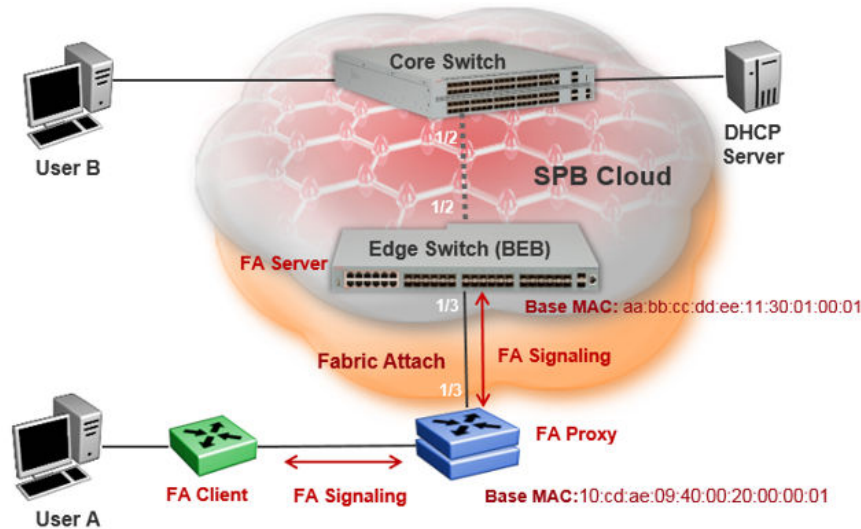 Core Switch
User B
DHCP
Server
1/2
SPB Cloud
1/2
Edge Switch (BEB)
FA Server
1/3
Base MAC: aa:bb:cc:dd:ee:11:30:01:00:01
Fabric Attach
FA Signaling
1/3
FA Proxy
FA Client
FA Signaling
Base MAC:10:cd:ae:09:40:00:20:00:00:01
User A